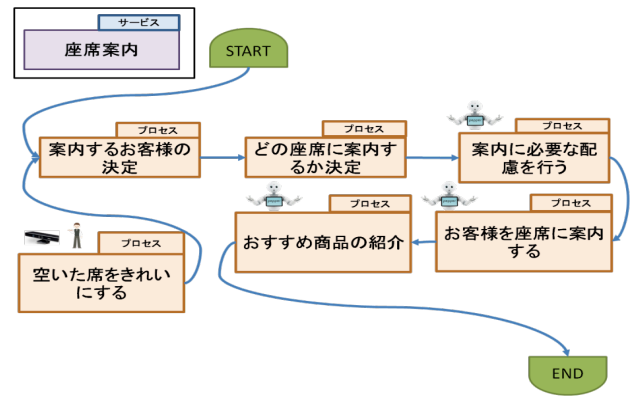 サービス
座席案内
START
プロセス
案内するお客様の
決定
プロセス
どの座席に案内す
るか決定
プロセス
案内に必要な配
慮を行う
プロセス
お客様を座席に案内
する
プロセス
おすすめ商品の紹介
プロセス
空いた席をきれい
にする
END